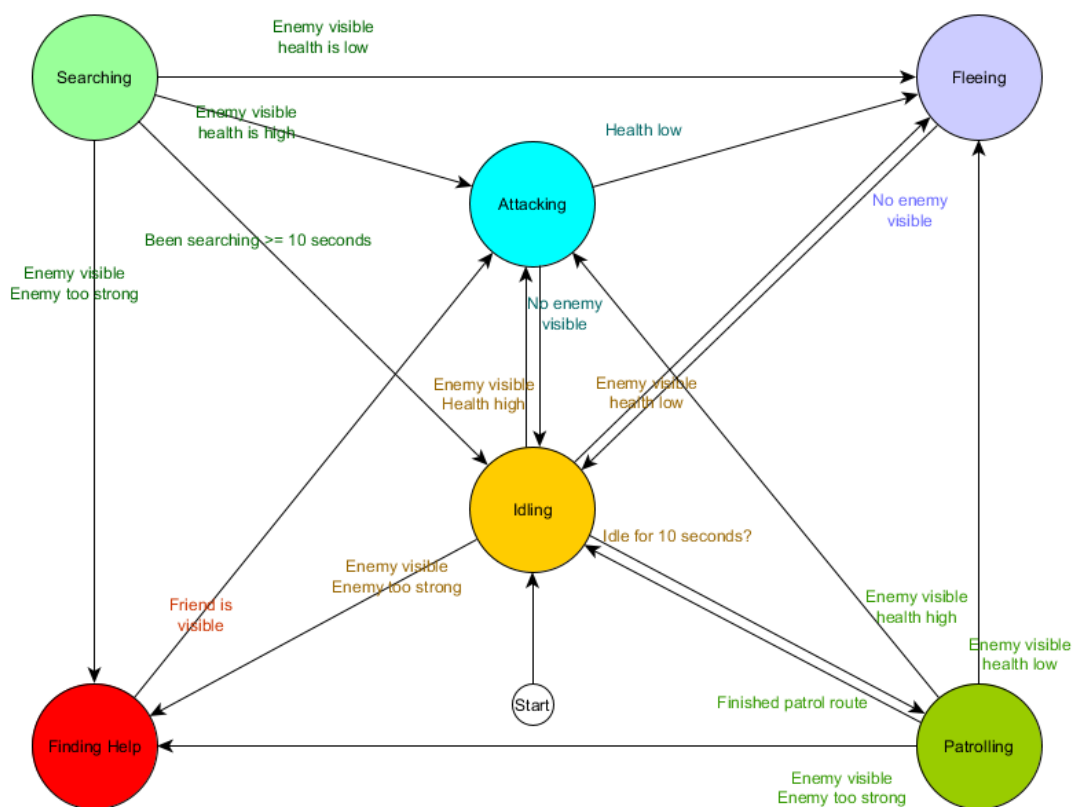 Enemy visible
health is low
Searching
Fleeing
Enemy visible
health is high
Health low
Attacking
No enemy
visible
Been searching >= 10 seconds
Enemy visible
Enemy too strong
No enemy
visible
Enemy visible
Health high
Enemy visible
health low
Idling
Idle for 10 seconds?
Enemy visible
Enemy too strong
Friend is
visible
Enemy visible
health high
Enemy visible
health low
Start
Finished patrol route
Finding Help
Patrolling
Enemy visible
Enemy too strong